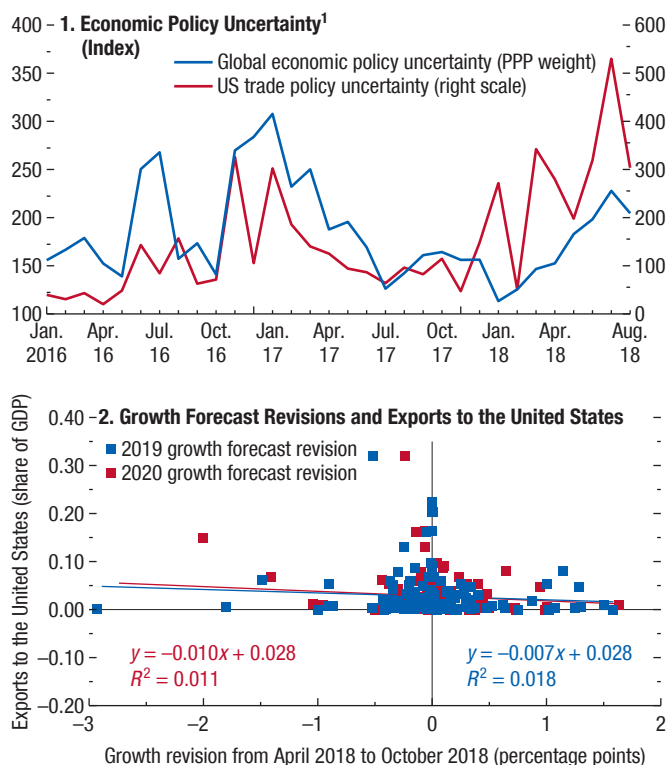 1. Economic Policy Uncertainty¹
(Index)
Global economic policy uncertainty (PPP weight)
US trade policy uncertainty (right scale)
400
350
300
250
200
150
100
600
500
400
300
200
100
0
Jan. Apr. Jul. Oct. Jan. Apr. Jul. Oct. Jan. Apr. Aug.
2016 16 16 16 17 17 17 17 18 18 18
2. Growth Forecast Revisions and Exports to the United States
2019 growth forecast revision
2020 growth forecast revision
Exports to the United States (share of GDP)
0.40
0.30
0.20
0.10
0.00
−0.10
−0.20
y = −0.010x + 0.028
R² = 0.011
y = −0.007x + 0.028
R² = 0.018
−3 −2 −1 0 1 2
Growth revision from April 2018 to October 2018 (percentage points)